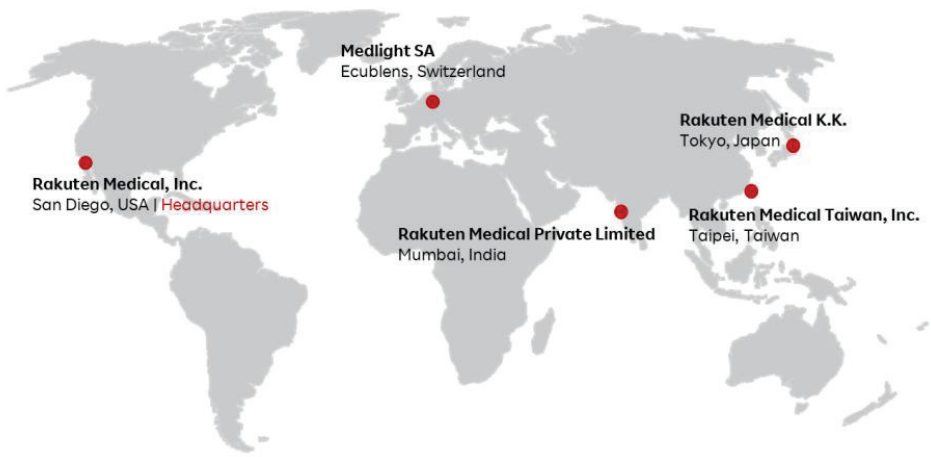 Medlight SA
Ecublens, Switzerland
Rakuten Medical K.K.
Tokyo, Japan
Rakuten Medical, Inc.
San Diego, USA | Headquarters
Rakuten Medical Taiwan, Inc.
Taipei, Taiwan
Rakuten Medical Private Limited
Mumbai, India